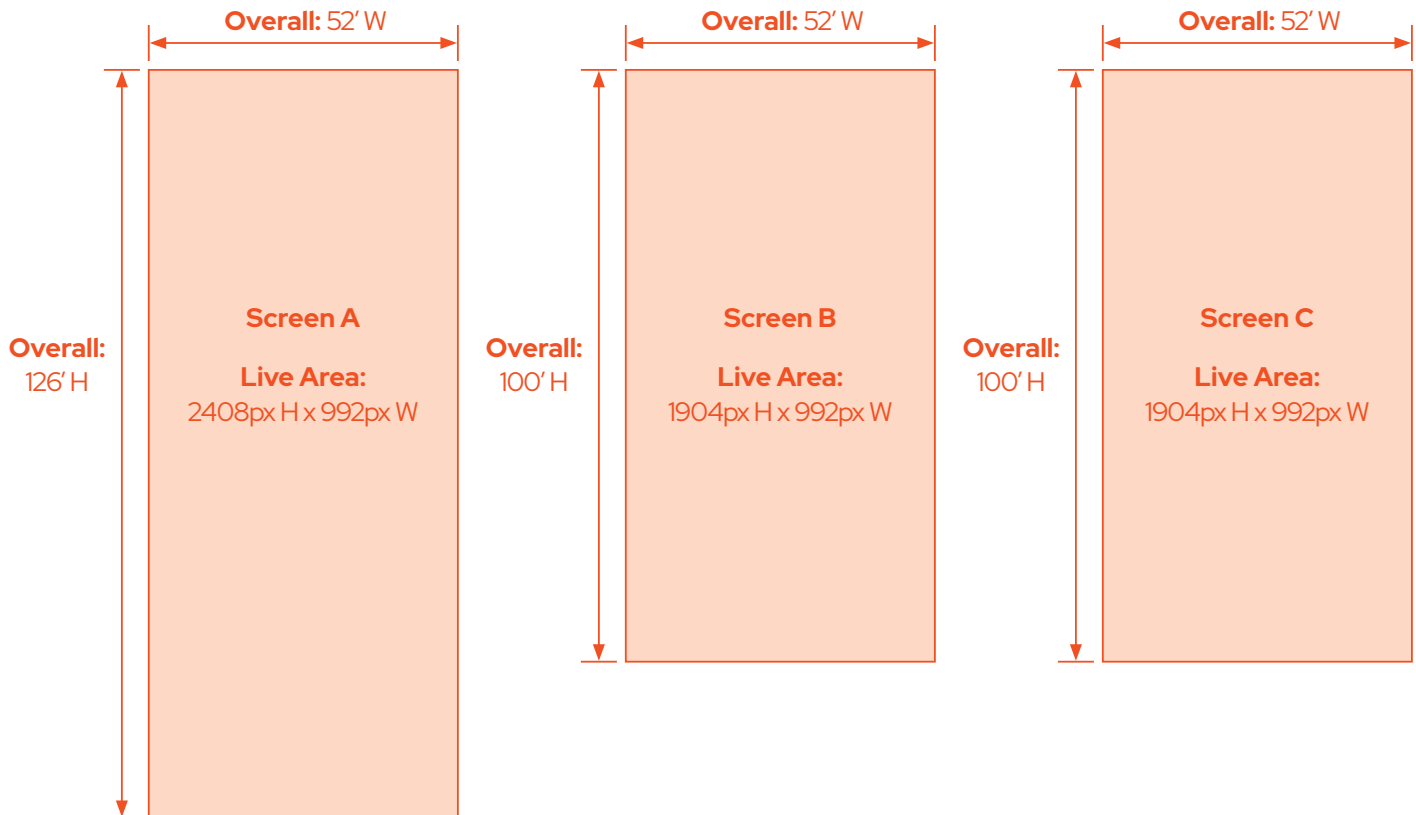 Overall: 52’ W
Overall:
126’ H
Screen A
Live Area:
2408px H x 992px W
Overall: 52’ W
Overall:
100’ H
Screen B
Live Area:
1904px H x 992px W
Overall: 52’ W
Overall:
100’ H
Screen C
Live Area:
1904px H x 992px W